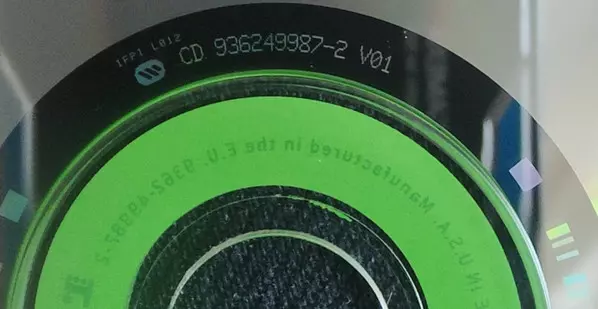 IFPI L012
CD 936249987-2 V01
Manufactured in the E.U. 9362-49987-2
E IN U.S.A.